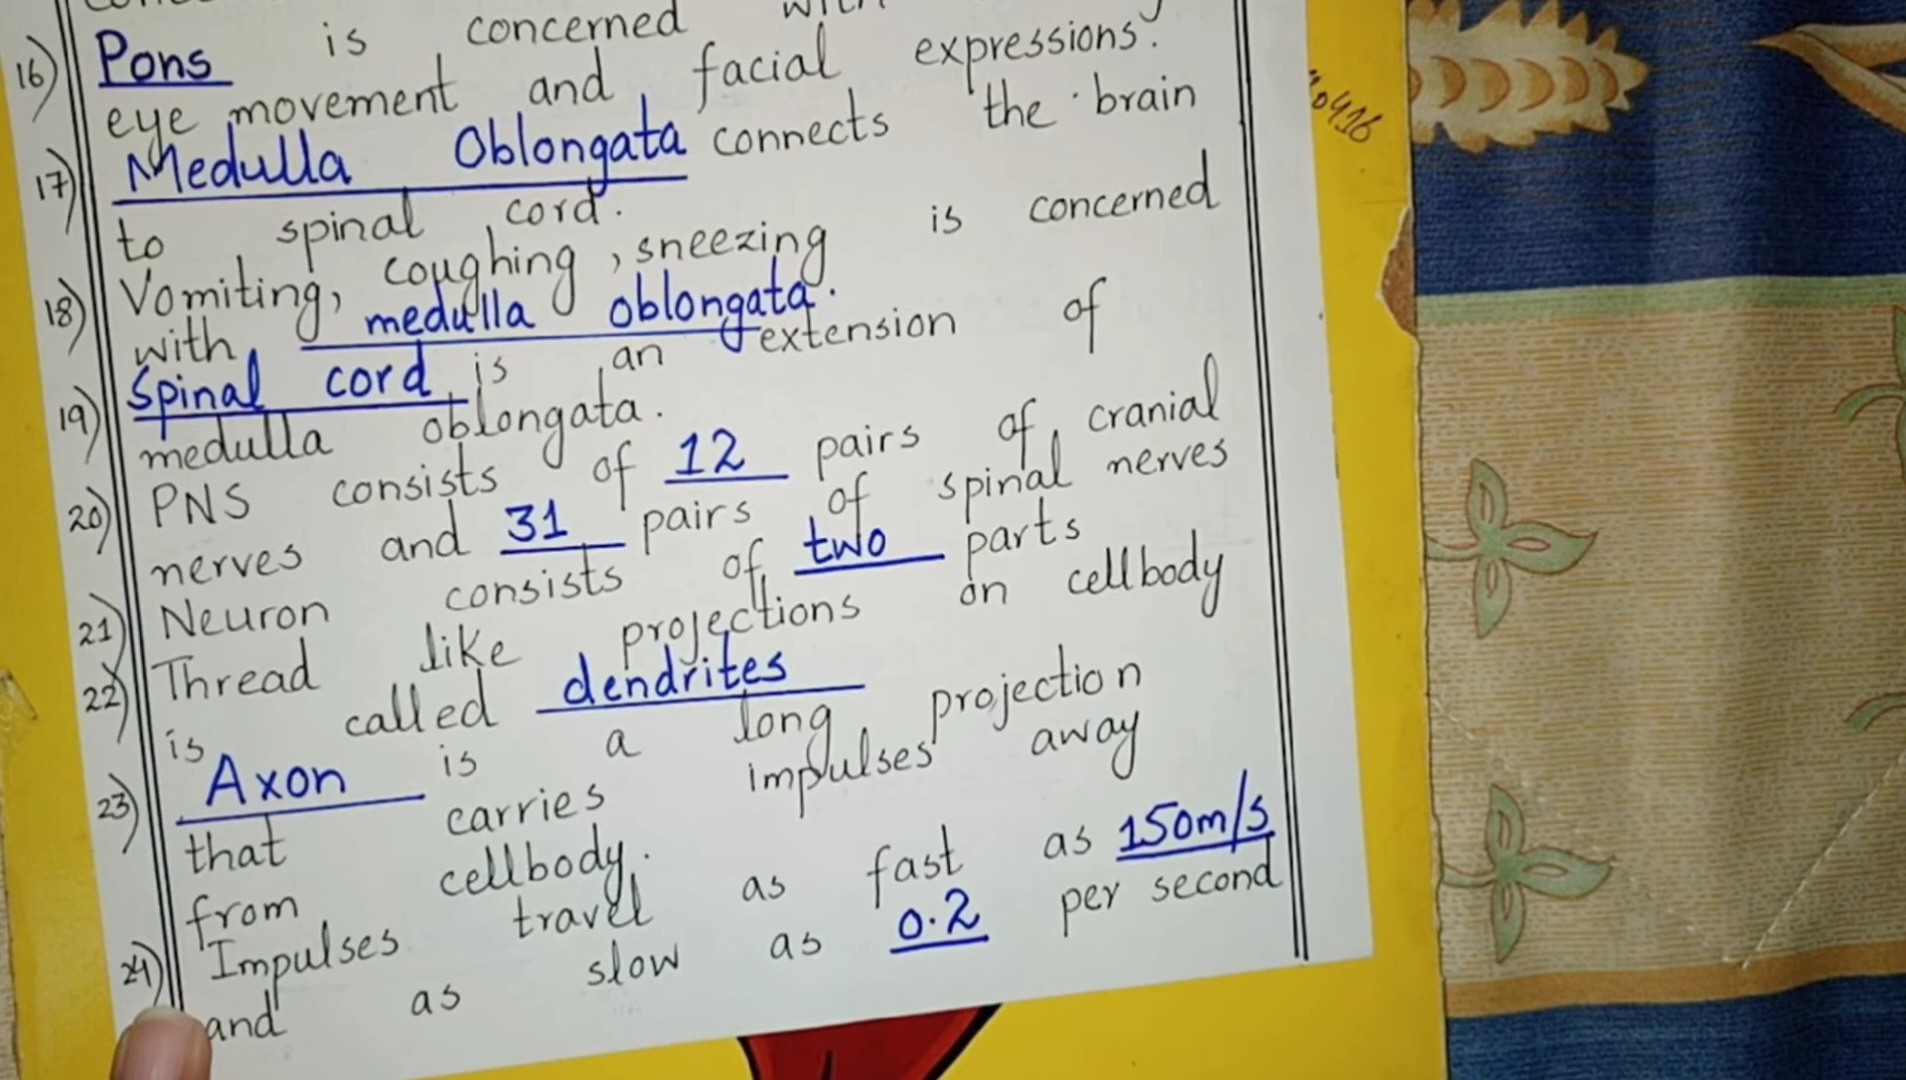 16) Pons is concerned with
eye movement and facial expressions.
17) Medulla Oblongata connects the brain
to spinal cord.
18) Vomiting, coughing, sneezing is concerned
with medulla oblongata.
19) Spinal cord is an extension of
medulla oblongata.
20) PNS consists of 12 pairs of cranial
nerves and 31 pairs of spinal nerves
21) Neuron consists of two parts
22) Thread like projections on cellbody
is called dendrites
23) Axon is a long projection
that carries impulses away
from cellbody.
24) Impulses travel as fast as 150m/s
and as slow as 0.2 per second